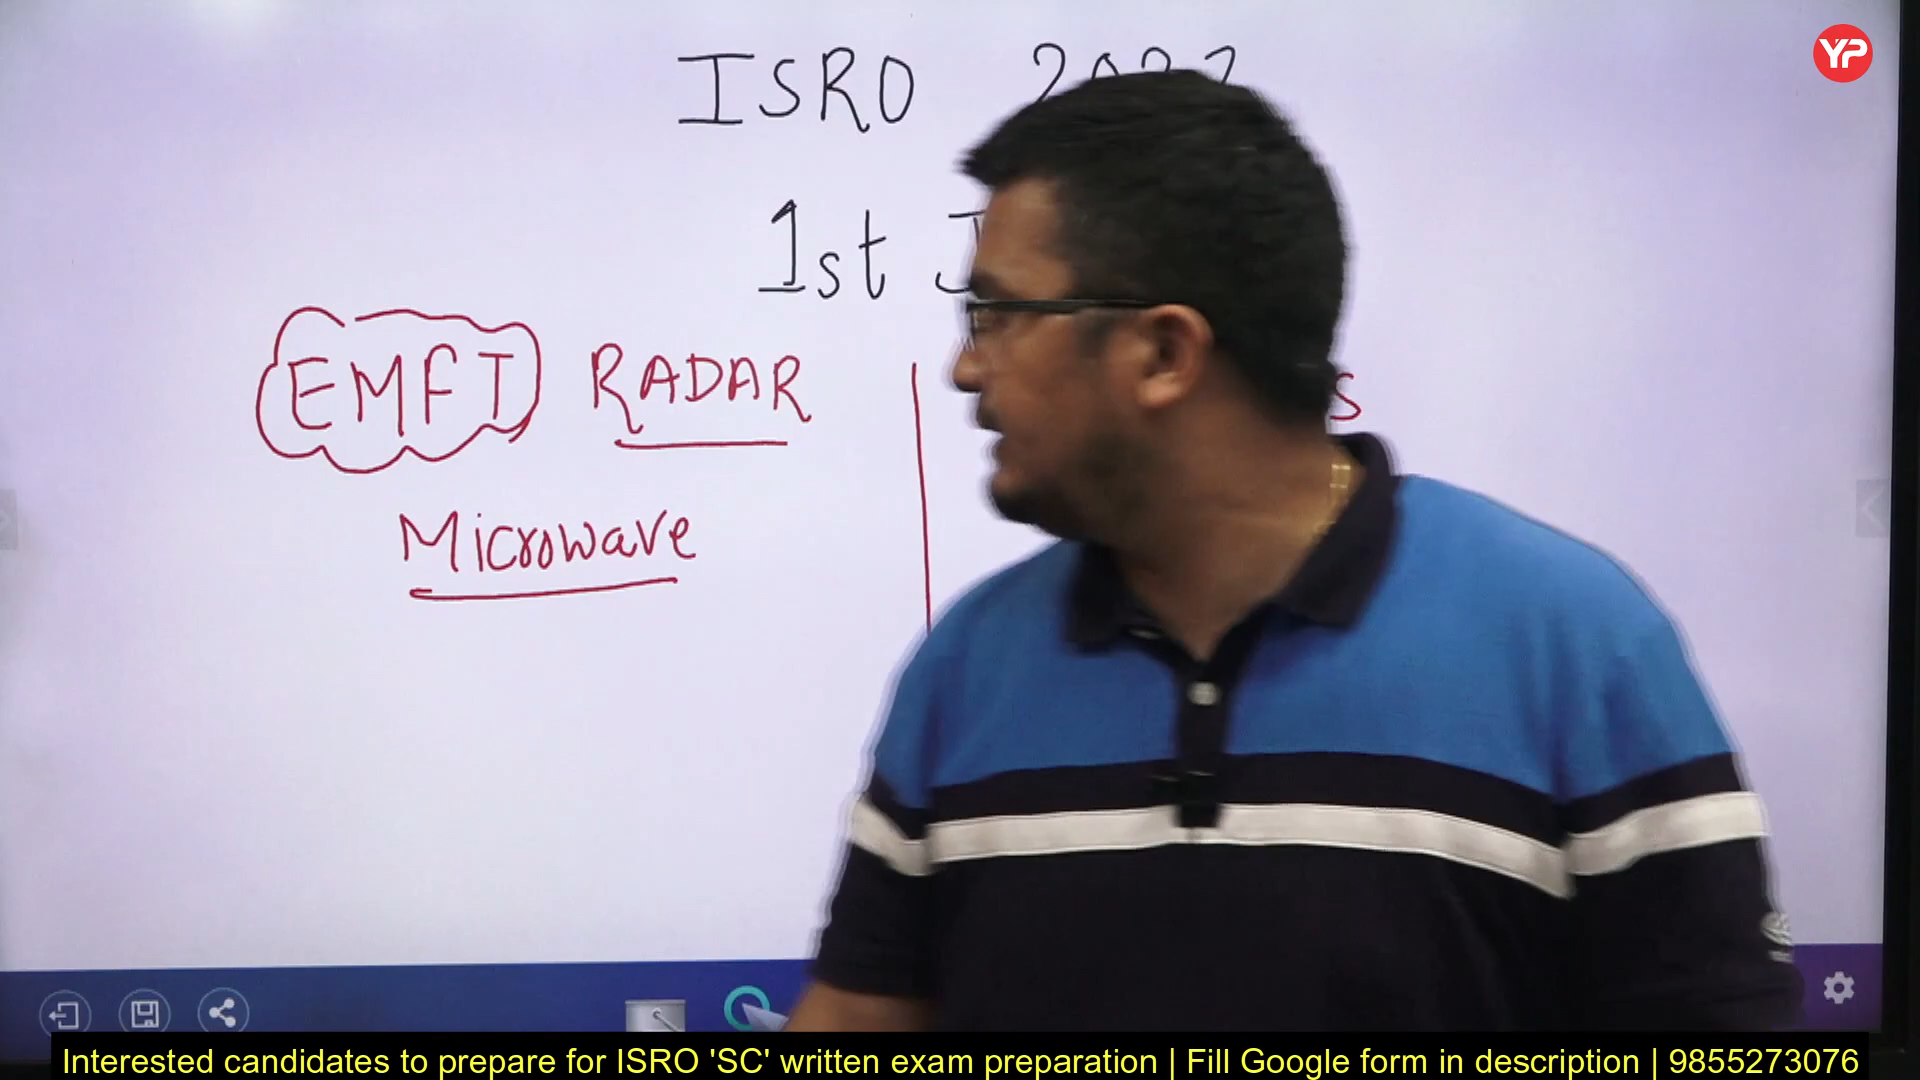 YP
ISRO
1st
EMFT RADAR
Microwave
Interested candidates to prepare for ISRO 'SC' written exam preparation | Fill Google form in description | 9855273076